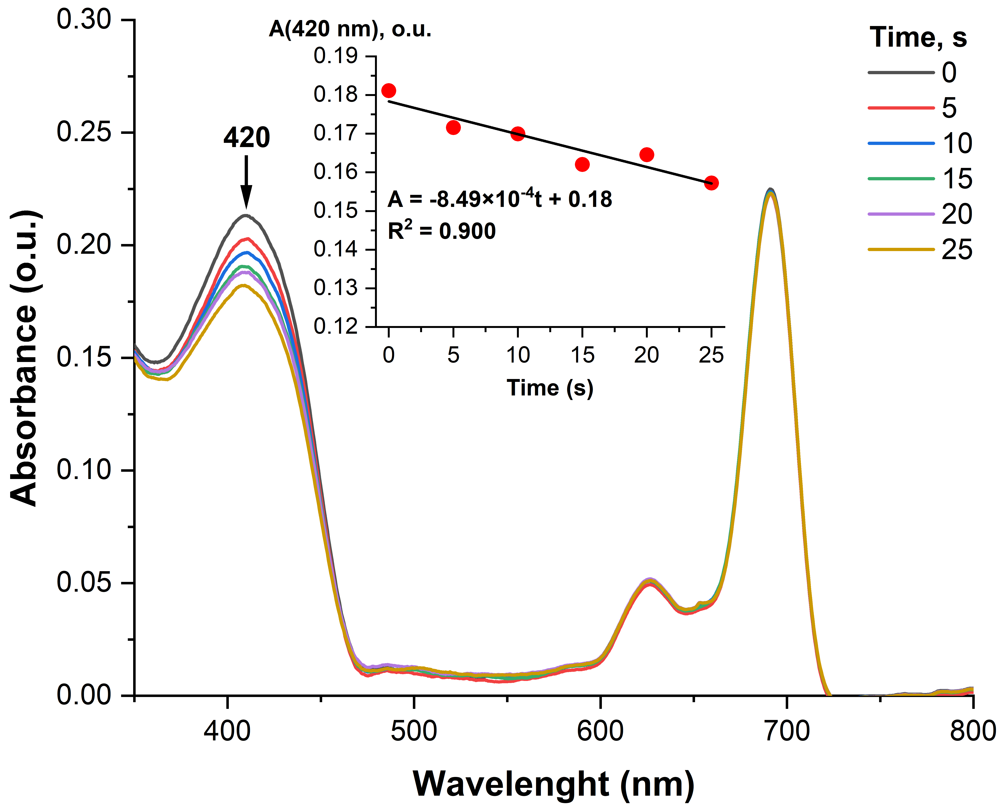 0.30
0.25
0.20
0.15
0.10
0.05
0.00
Absorbance (o.u.)
420
A(420 nm), o.u.
0.19
0.18
0.17
0.16
0.15
0.14
0.13
0.12
A = -8.49×10⁻⁴t + 0.18
R² = 0.900
0 5 10 15 20 25
Time (s)
Time, s
0
5
10
15
20
25
400 500 600 700 800
Wavelenght (nm)